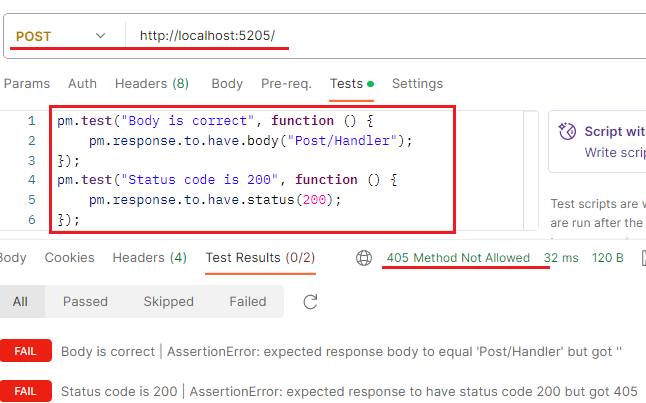 POST http://localhost:5205/
Params Auth Headers (8) Body Pre-req. Tests Settings
1 pm.test("Body is correct", function () {
2 pm.response.to.have.body("Post/Handler");
3 });
4 pm.test("Status code is 200", function () {
5 pm.response.to.have.status(200);
6 });
Script wit
Write scrip
Test scripts are w
are run after the
Body Cookies Headers (4) Test Results (0/2) 405 Method Not Allowed 32 ms 120 B
All Passed Skipped Failed
FAIL Body is correct | AssertionError: expected response body to equal 'Post/Handler' but got ''
FAIL Status code is 200 | AssertionError: expected response to have status code 200 but got 405